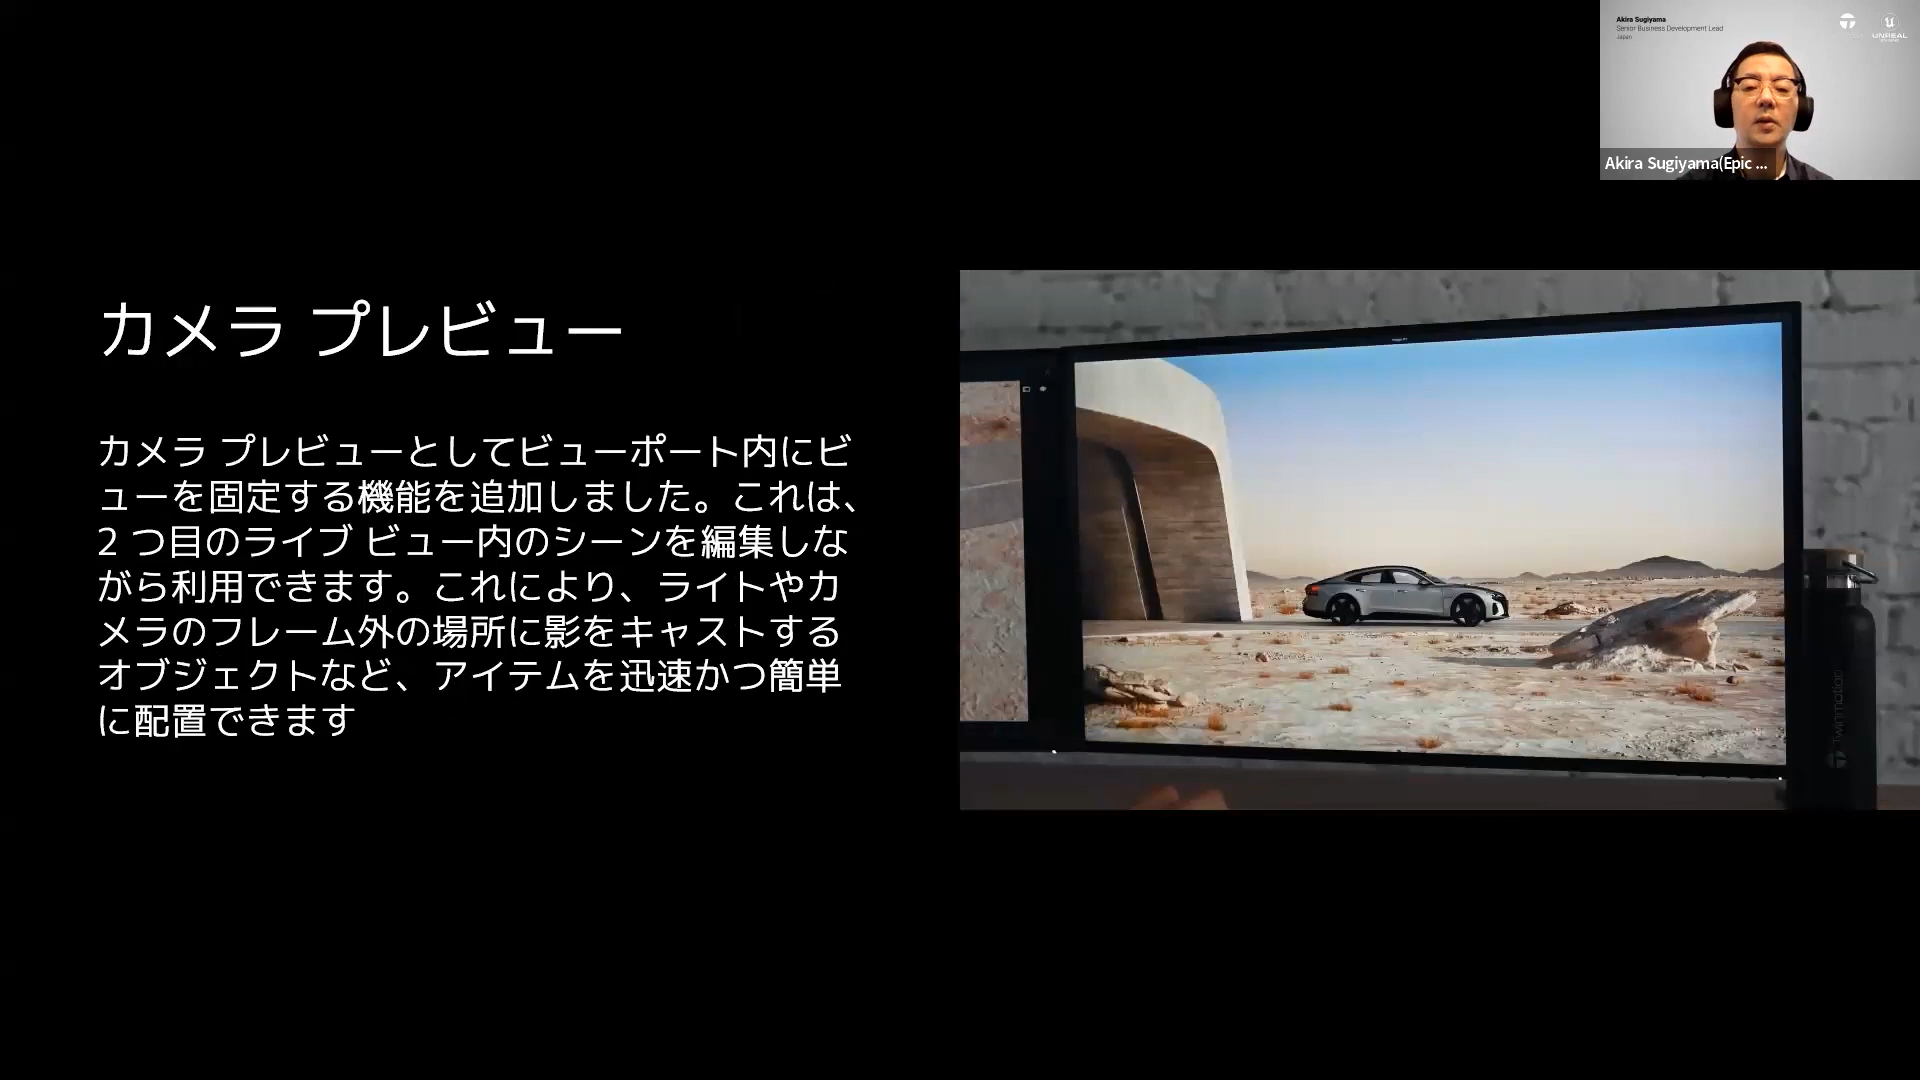 Akira Sugiyama
Senior Business Development Lead
Japan
UNREAL
Akira Sugiyama(Epic ...
カメラ プレビュー
カメラ プレビューとしてビューポート内にビ
ューを固定する機能を追加しました。これは、
2 つ目のライブ ビュー内のシーンを編集しな
がら利用できます。これにより、ライトやカ
メラのフレーム外の場所に影をキャストする
オブジェクトなど、アイテムを迅速かつ簡単
に配置できます
Twinmotion